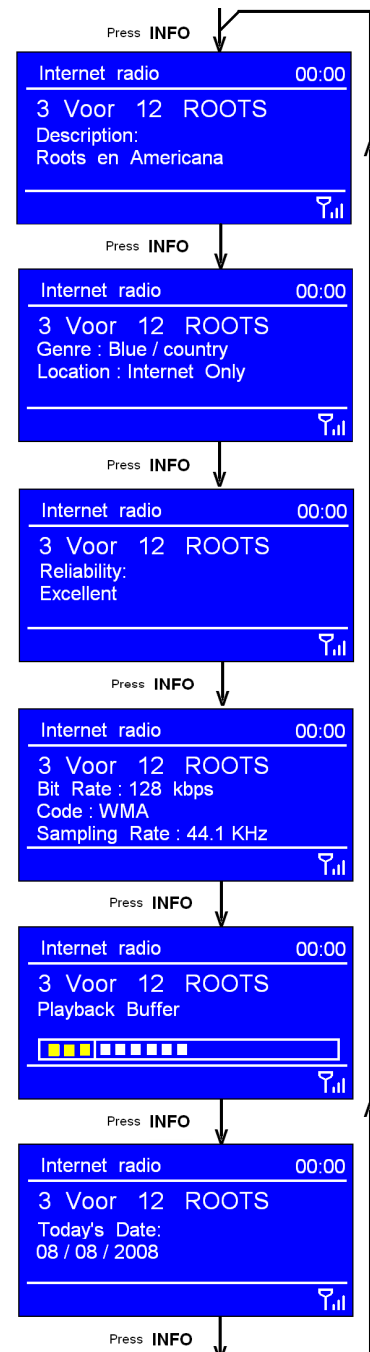 Press INFO
Internet radio 00:00
3 Voor 12 ROOTS
Description:
Roots en Americana
Press INFO
Internet radio 00:00
3 Voor 12 ROOTS
Genre : Blue / country
Location : Internet Only
Press INFO
Internet radio 00:00
3 Voor 12 ROOTS
Reliability:
Excellent
Press INFO
Internet radio 00:00
3 Voor 12 ROOTS
Bit Rate : 128 kbps
Code : WMA
Sampling Rate : 44.1 KHz
Press INFO
Internet radio 00:00
3 Voor 12 ROOTS
Playback Buffer
Press INFO
Internet radio 00:00
3 Voor 12 ROOTS
Today's Date:
08 / 08 / 2008
Press INFO